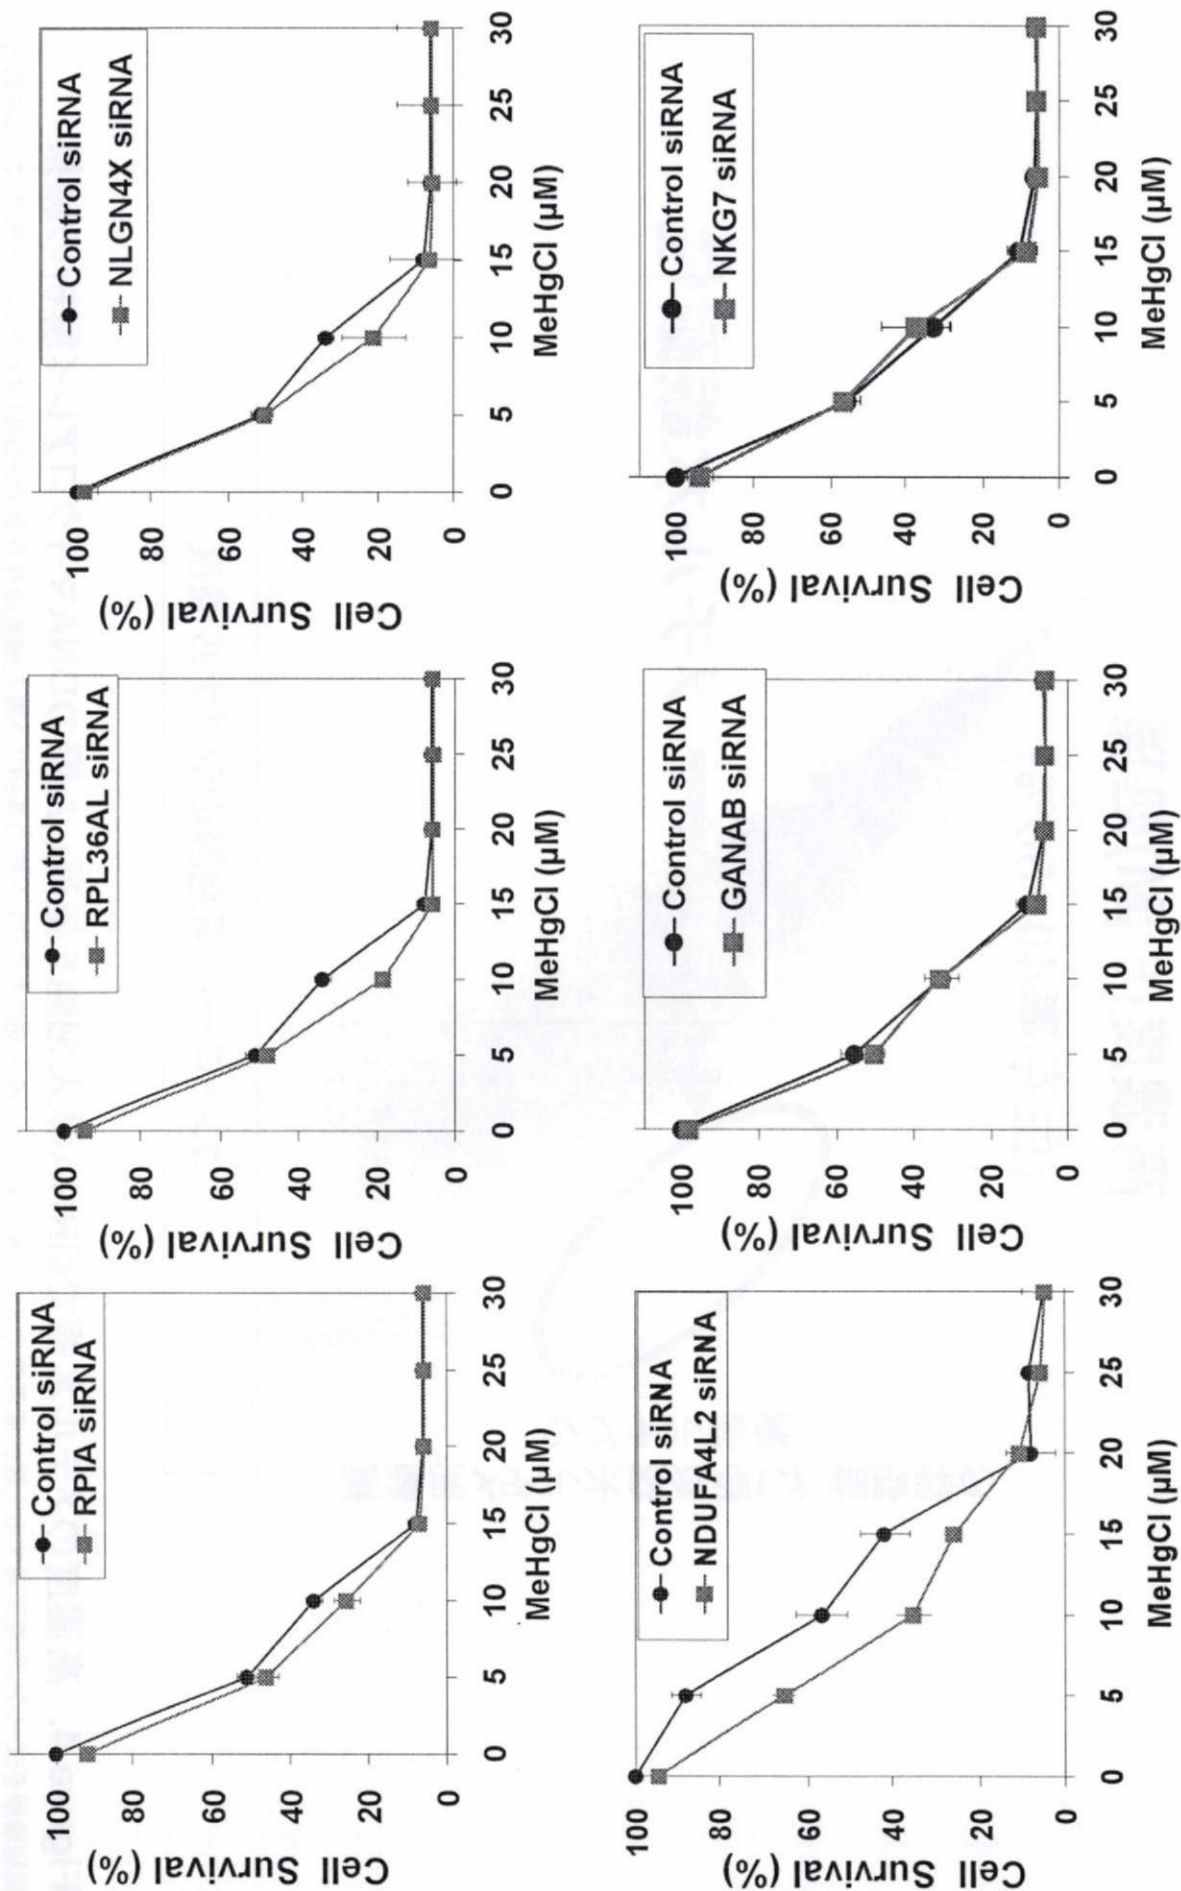 Control siRNA
RPIA siRNA
Cell Survival (%)
100
80
60
40
20
0
0 5 10 15 20 25 30
MeHgCl (µM)
Control siRNA
RPL36AL siRNA
Cell Survival (%)
100
80
60
40
20
0
0 5 10 15 20 25 30
MeHgCl (µM)
Control siRNA
NLGN4X siRNA
Cell Survival (%)
100
80
60
40
20
0
0 5 10 15 20 25 30
MeHgCl (µM)
Control siRNA
NDUFA4L2 siRNA
Cell Survival (%)
100
80
60
40
20
0
0 5 10 15 20 25 30
MeHgCl (µM)
Control siRNA
GANAB siRNA
Cell Survival (%)
100
80
60
40
20
0
0 5 10 15 20 25 30
MeHgCl (µM)
Control siRNA
NKG7 siRNA
Cell Survival (%)
100
80
60
40
20
0
0 5 10 15 20 25 30
MeHgCl (µM)